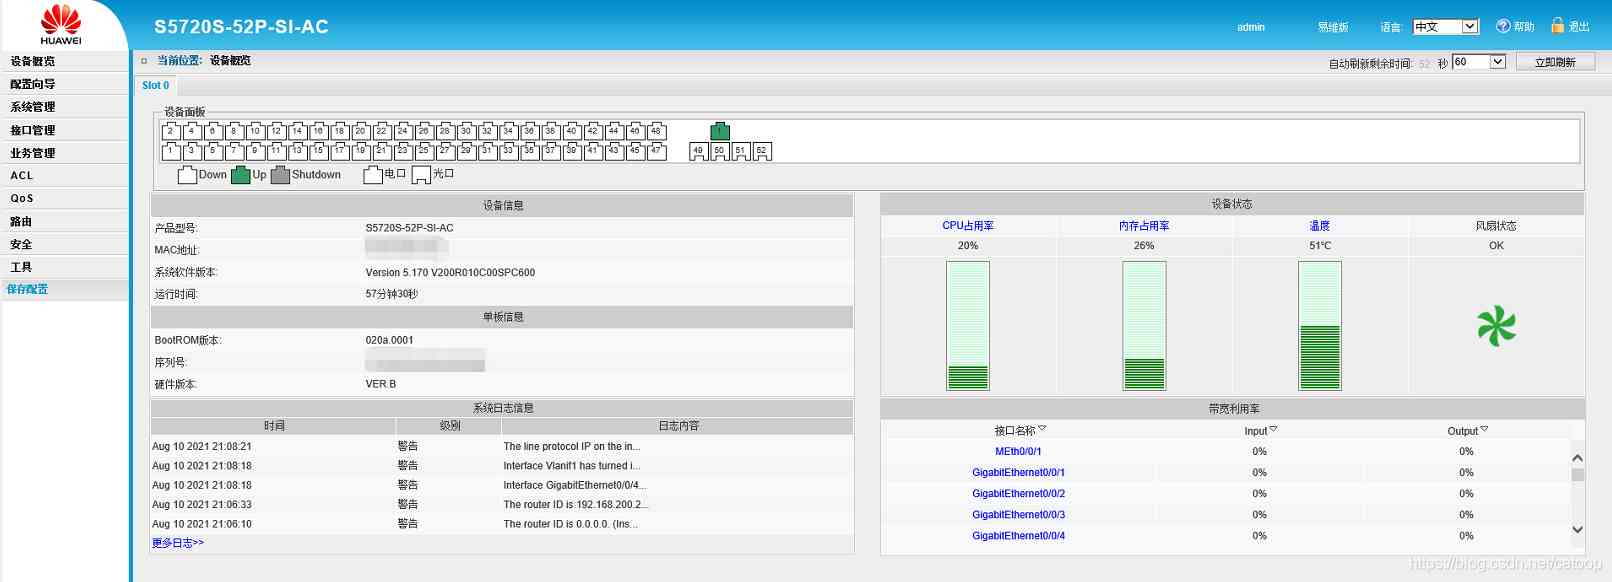 HUAWEI
S5720S-52P-SI-AC
admin 易维版 语言: 中文 帮助 退出
设备概览
配置向导
系统管理
接口管理
业务管理
ACL
QoS
路由
安全
工具
保存配置
当前位置: 设备概览
自动刷新剩余时间: 52 秒 60 立即刷新
Slot 0
设备面板
2 4 6 8 10 12 14 16 18 20 22 24 26 28 30 32 34 36 38 40 42 44 46 48 1
1 3 5 7 9 11 13 15 17 19 21 23 25 27 29 31 33 35 37 39 41 43 45 47 49 50 51 52
Down Up Shutdown 电口 光口
设备信息
产品型号: S5720S-52P-SI-AC
MAC地址:
系统软件版本: Version 5.170 V200R010C00SPC600
运行时间: 57分钟30秒
单板信息
BootROM版本: 020a.0001
序列号:
硬件版本: VER.B
系统日志信息
时间 级别 日志内容
Aug 10 2021 21:08:21 警告 The line protocol IP on the in...
Aug 10 2021 21:08:18 警告 Interface Vlanif1 has turned i...
Aug 10 2021 21:08:18 警告 Interface GigabitEthernet0/0/4...
Aug 10 2021 21:06:33 警告 The router ID is 192.168.200.2...
Aug 10 2021 21:06:10 警告 The router ID is 0.0.0.0. (Ins...
更多日志>>
设备状态
CPU占用率 内存占用率 温度 风扇状态
20% 26% 51℃ OK
带宽利用率
接口名称 Input Output
MEth0/0/1 0% 0%
GigabitEthernet0/0/1 0% 0%
GigabitEthernet0/0/2 0% 0%
GigabitEthernet0/0/3 0% 0%
GigabitEthernet0/0/4 0% 0%
https://blog.csdn.net/catoop